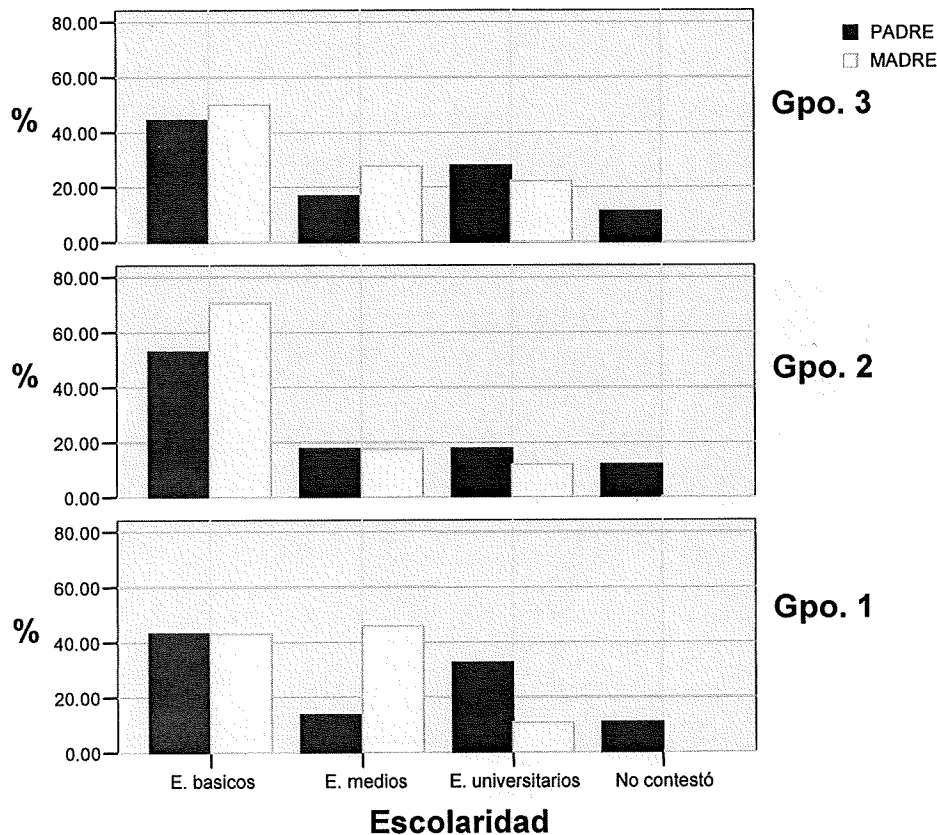 PADRE
MADRE
80.00
60.00
40.00
20.00
0.00
%
Gpo. 3
80.00
60.00
40.00
20.00
0.00
%
Gpo. 2
80.00
60.00
40.00
20.00
0.00
%
Gpo. 1
E. basicos
E. medios
E. universitarios
No contestó
Escolaridad